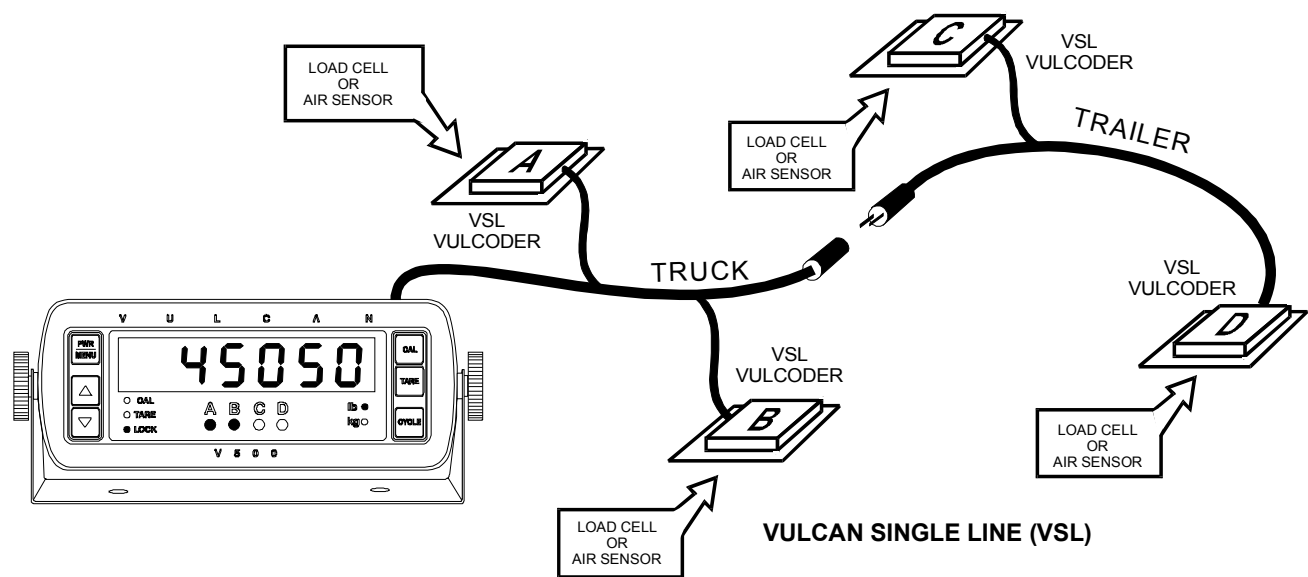 LOAD CELL
OR
AIR SENSOR
A
VSL
VULCODER
C
VSL
VULCODER
LOAD CELL
OR
AIR SENSOR
TRAILER
TRUCK
VSL
VULCODER
D
LOAD CELL
OR
AIR SENSOR
VSL
VULCODER
B
LOAD CELL
OR
AIR SENSOR
V U L C A N
PWR
MENU
45050
CAL
TARE
CYCLE
CAL
TARE
LOCK
A B C D
lb
kg
V 5 0 0
VULCAN SINGLE LINE (VSL)